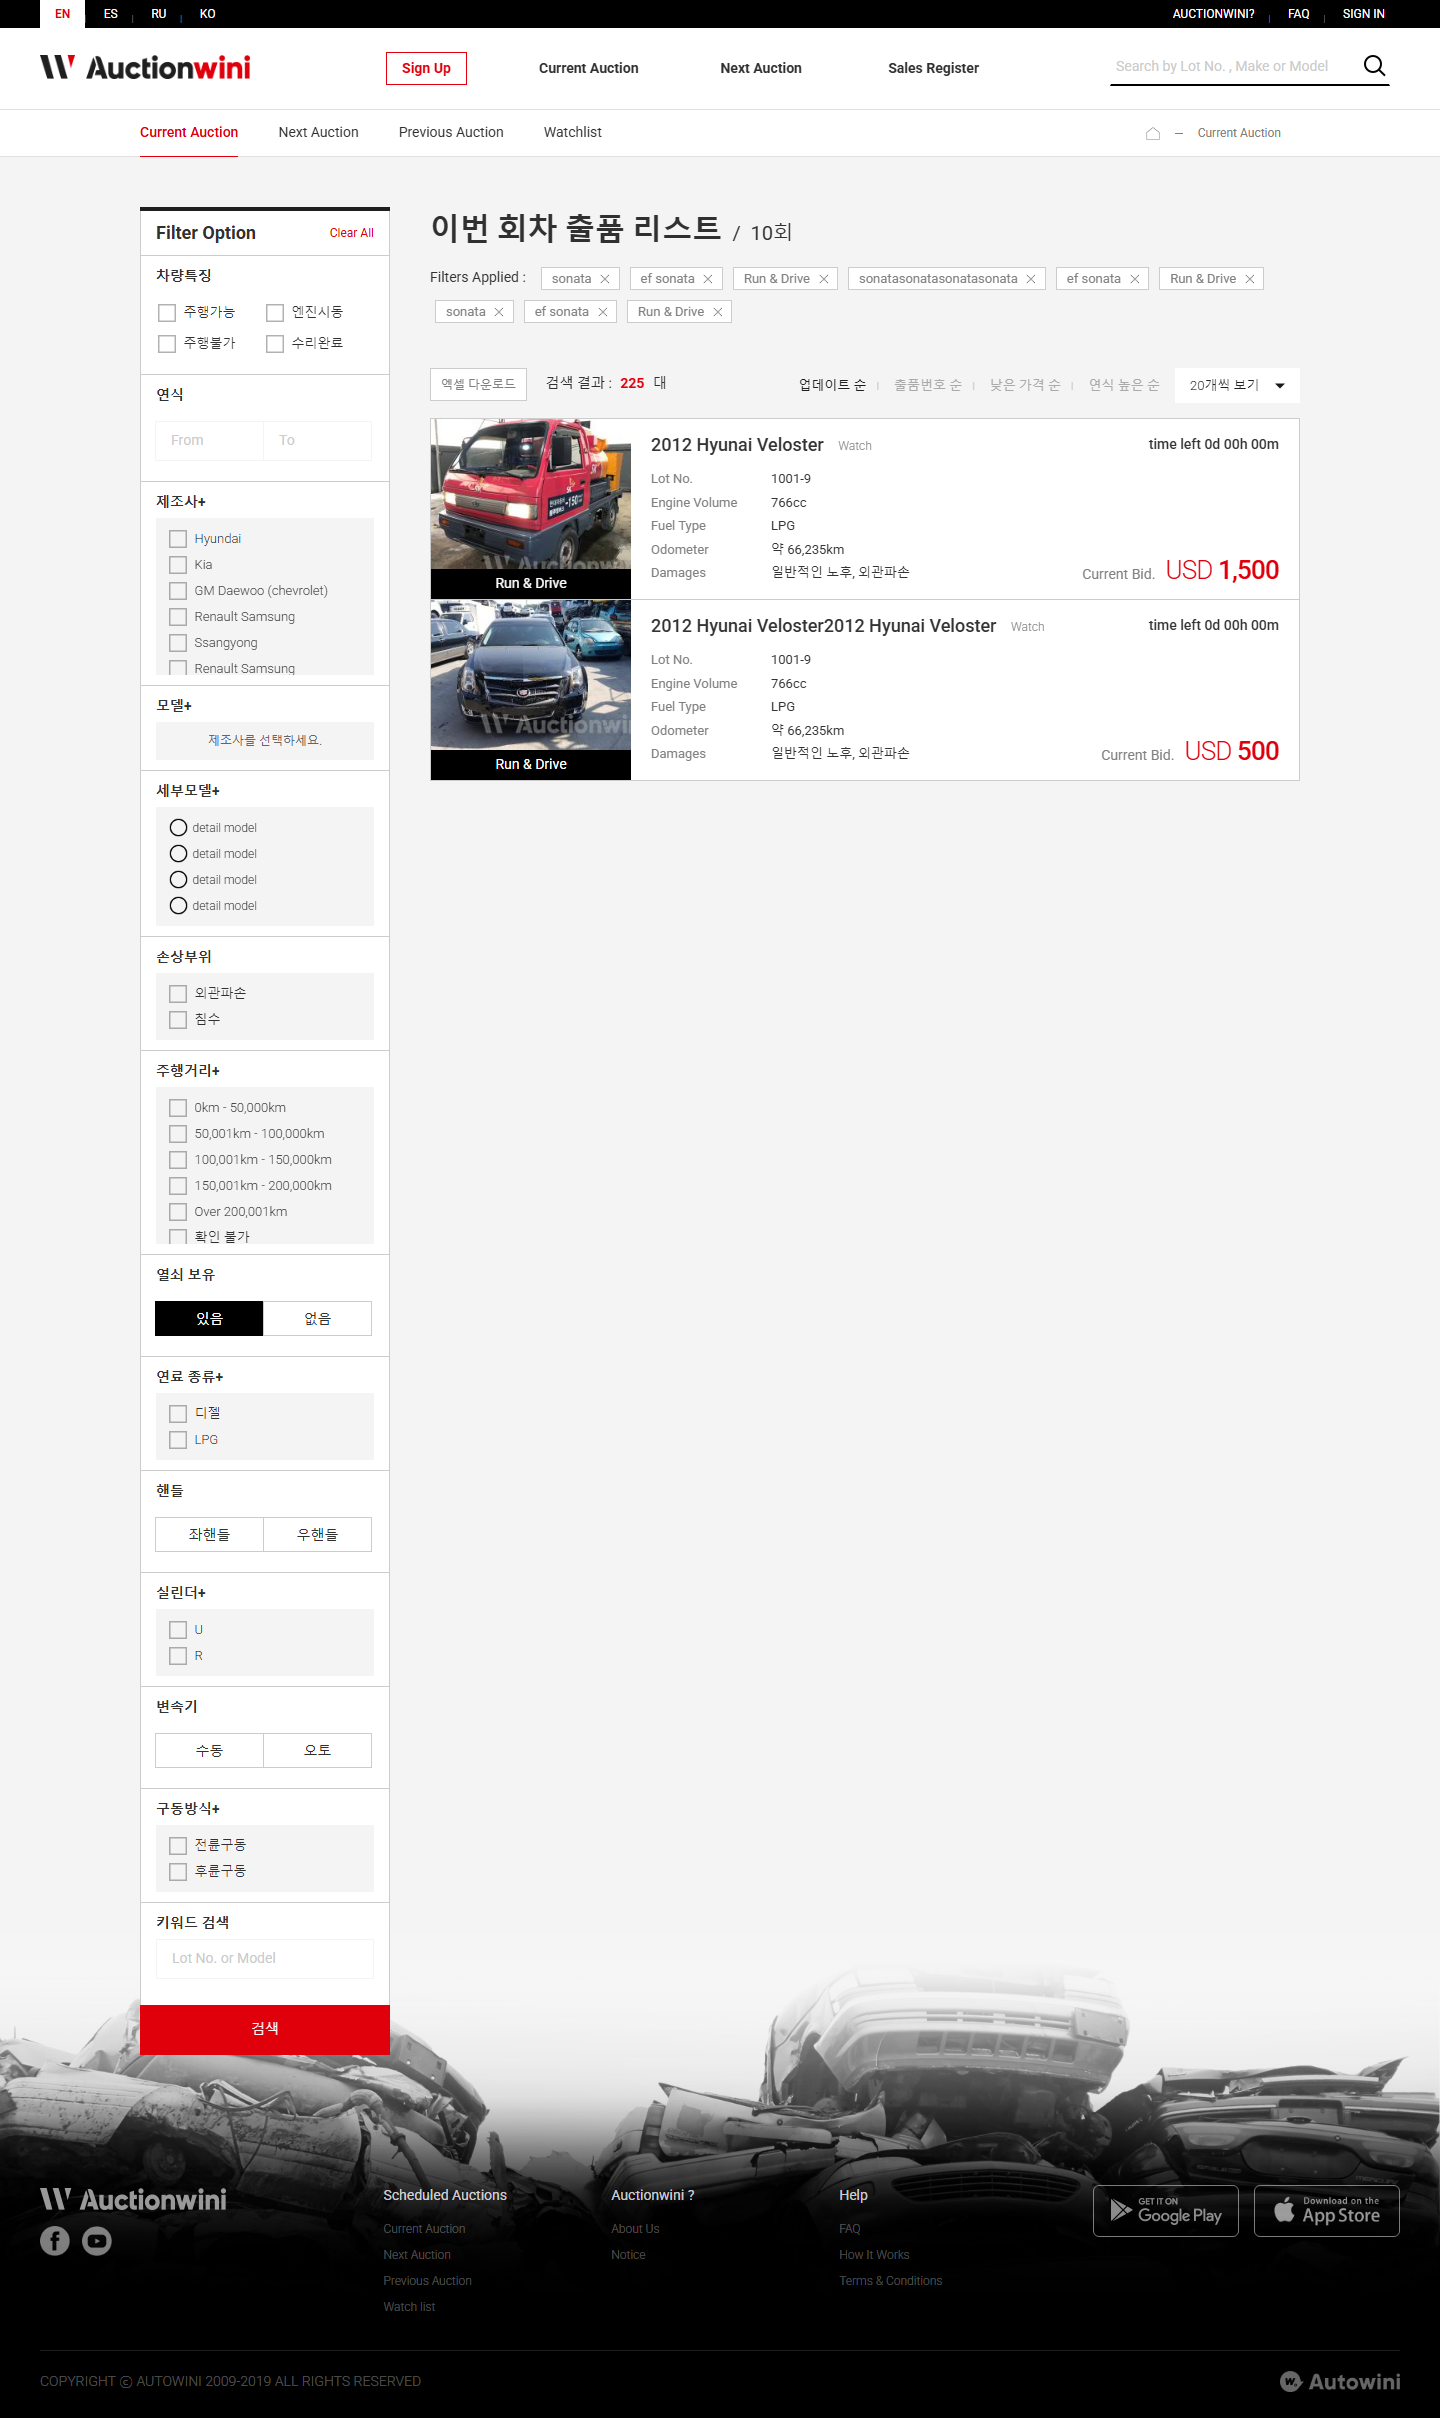 EN ES RU KO AUCTIONWINI? FAQ SIGN IN
Auctionwini Sign Up Current Auction Next Auction Sales Register Search by Lot No. , Make or Model
Current Auction Next Auction Previous Auction Watchlist Current Auction
Filter Option Clear All
차량특징
주행가능 엔진시동
주행불가 수리완료
연식
From To
제조사+
Hyundai
Kia
GM Daewoo (chevrolet)
Renault Samsung
Ssangyong
Renault Samsung
모델+
제조사를 선택하세요.
세부모델+
detail model
detail model
detail model
detail model
손상부위
외관파손
침수
주행거리+
0km - 50,000km
50,001km - 100,000km
100,001km - 150,000km
150,001km - 200,000km
Over 200,001km
확인 불가
열쇠 보유
있음 없음
연료 종류+
디젤
LPG
핸들
좌핸들 우핸들
실린더+
U
R
변속기
수동 오토
구동방식+
전륜구동
후륜구동
키워드 검색
Lot No. or Model
검색
이번 회차 출품 리스트 / 10회
Filters Applied : sonata ef sonata Run & Drive sonatasonatasonatasonata ef sonata Run & Drive
sonata ef sonata Run & Drive
엑셀 다운로드 검색 결과 : 225 대 업데이트 순 출품번호 순 낮은 가격 순 연식 높은 순 20개씩 보기
2012 Hyunai Veloster Watch time left 0d 00h 00m
Lot No. 1001-9
Engine Volume 766cc
Fuel Type LPG
Odometer 약 66,235km
Damages 일반적인 노후, 외관파손
Current Bid. USD 1,500
Auctionwini
Run & Drive
2012 Hyunai Veloster2012 Hyunai Veloster Watch time left 0d 00h 00m
Lot No. 1001-9
Engine Volume 766cc
Fuel Type LPG
Odometer 약 66,235km
Damages 일반적인 노후, 외관파손
Current Bid. USD 500
Auctionwini
Run & Drive
Auctionwini
Scheduled Auctions
Current Auction
Next Auction
Previous Auction
Watch list
Auctionwini ?
About Us
Notice
Help
FAQ
How It Works
Terms & Conditions
GET IT ON
Google Play
Download on the
App Store
COPYRIGHT ⓒ AUTOWINI 2009-2019 ALL RIGHTS RESERVED
Autowini